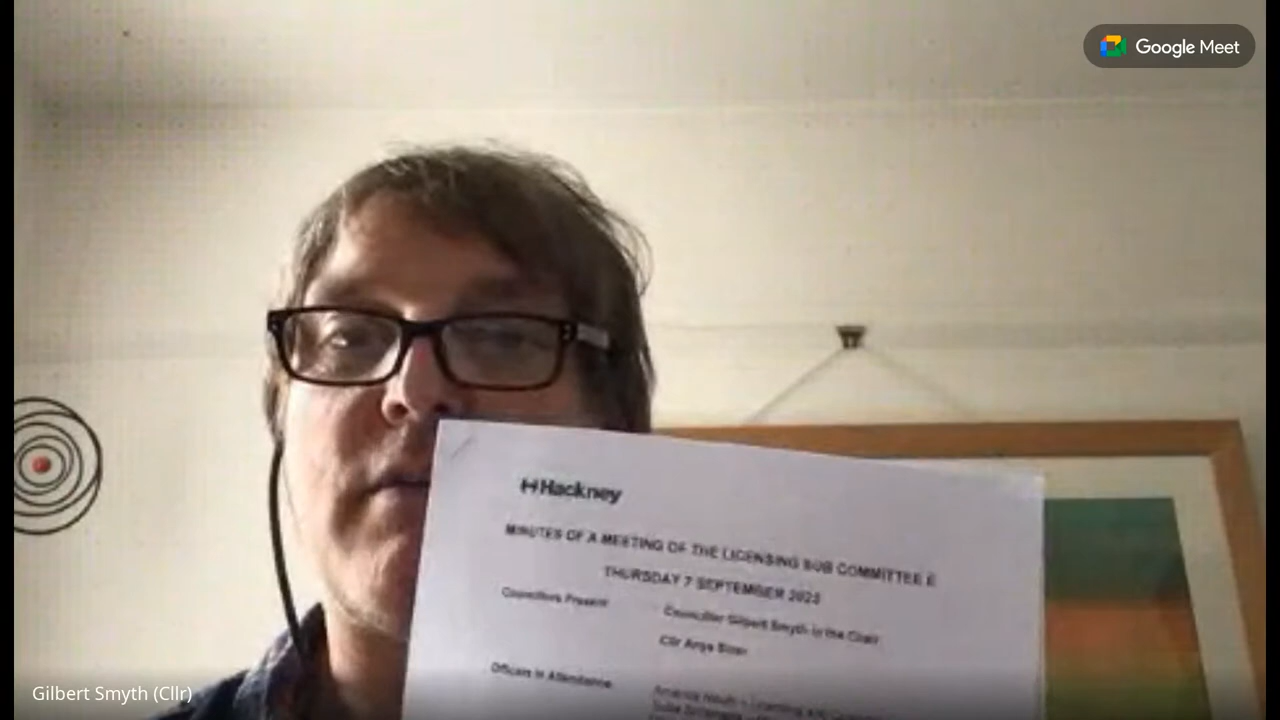 Google Meet
Hackney
MINUTES OF A MEETING OF THE LICENSING SUB COMMITTEE E
THURSDAY 7 SEPTEMBER 2023
Councillors Present
Councillor Gilbert Smyth in the Chair
Cllr Anya
Officers in Attendance
Licensing
Gilbert Smyth (Cllr)